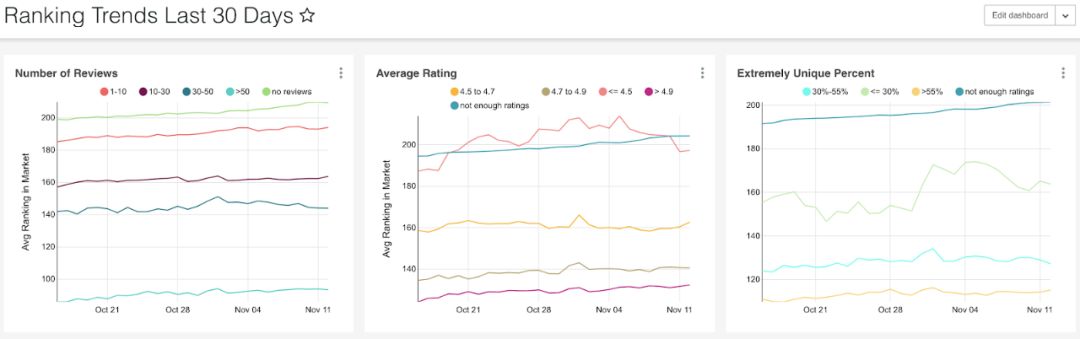 Ranking Trends Last 30 Days
Edit dashboard
Number of Reviews
1-10 10-30 30-50 >50 no reviews
Avg Ranking in Market
200
180
160
140
120
100
Oct 21 Oct 28 Nov 04 Nov 11
Average Rating
4.5 to 4.7 4.7 to 4.9 <= 4.5 > 4.9
not enough ratings
Avg Ranking in Market
200
180
160
140
Oct 21 Oct 28 Nov 04 Nov 11
Extremely Unique Percent
30%-55% <= 30% >55% not enough ratings
200
180
160
140
120
Oct 21 Oct 28 Nov 04 Nov 11